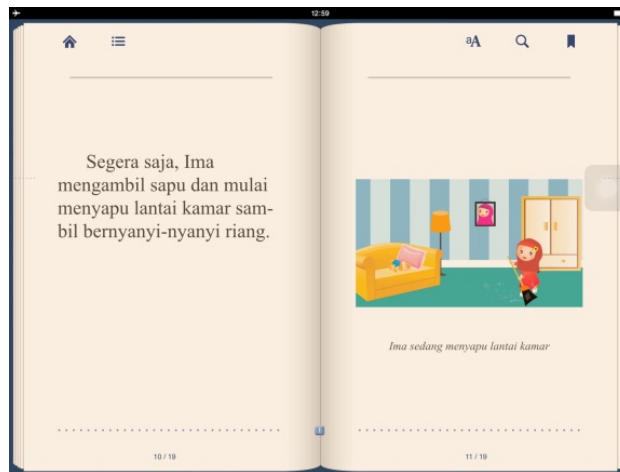 12:59
aA
Segera saja, Ima
mengambil sapu dan mulai
menyapu lantai kamar sam-
bil bernyanyi-nyanyi riang.
Ima sedang menyapu lantai kamar
10 / 19
11 / 19